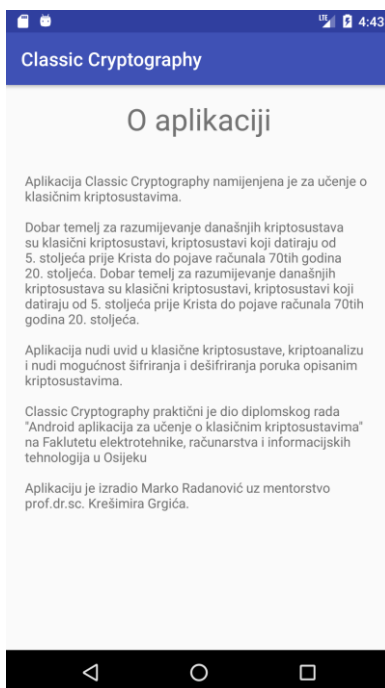 LTE 4:43
Classic Cryptography
O aplikaciji
Aplikacija Classic Cryptography namijenjena je za učenje o
klasičnim kriptosustavima.
Dobar temelj za razumijevanje današnjih kriptosustava
su klasični kriptosustavi, kriptosustavi koji datiraju od
5. stoljeća prije Krista do pojave računala 70tih godina
20. stoljeća. Dobar temelj za razumijevanje današnjih
kriptosustava su klasični kriptosustavi, kriptosustavi koji
datiraju od 5. stoljeća prije Krista do pojave računala 70tih
godina 20. stoljeća.
Aplikacija nudi uvid u klasične kriptosustave, kriptoanalizu
i nudi mogućnost šifriranja i dešifriranja poruka opisanim
kriptosustavima.
Classic Cryptography praktični je dio diplomskog rada
"Android aplikacija za učenje o klasičnim kriptosustavima"
na Faklutetu elektrotehnike, računarstva i informacijskih
tehnologija u Osijeku
Aplikaciju je izradio Marko Radanović uz mentorstvo
prof.dr.sc. Krešimira Grgića.